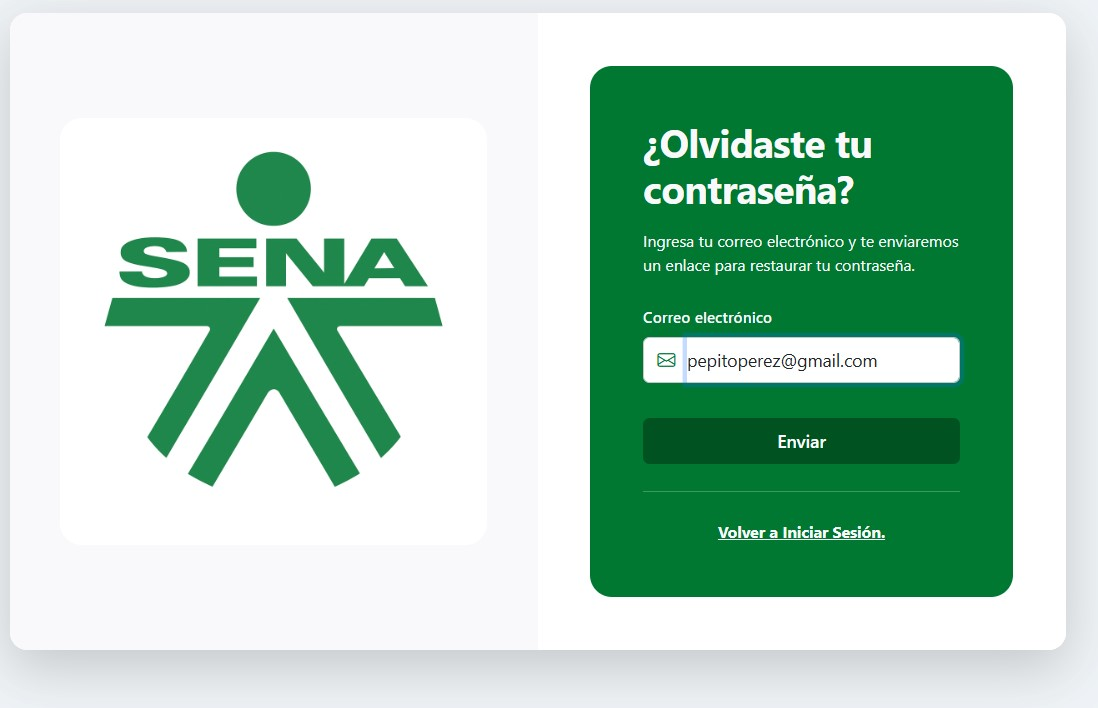 SENA
¿Olvidaste tu
contraseña?
Ingresa tu correo electrónico y te enviaremos
un enlace para restaurar tu contraseña.
Correo electrónico
pepitoperez@gmail.com
Enviar
Volver a Iniciar Sesión.